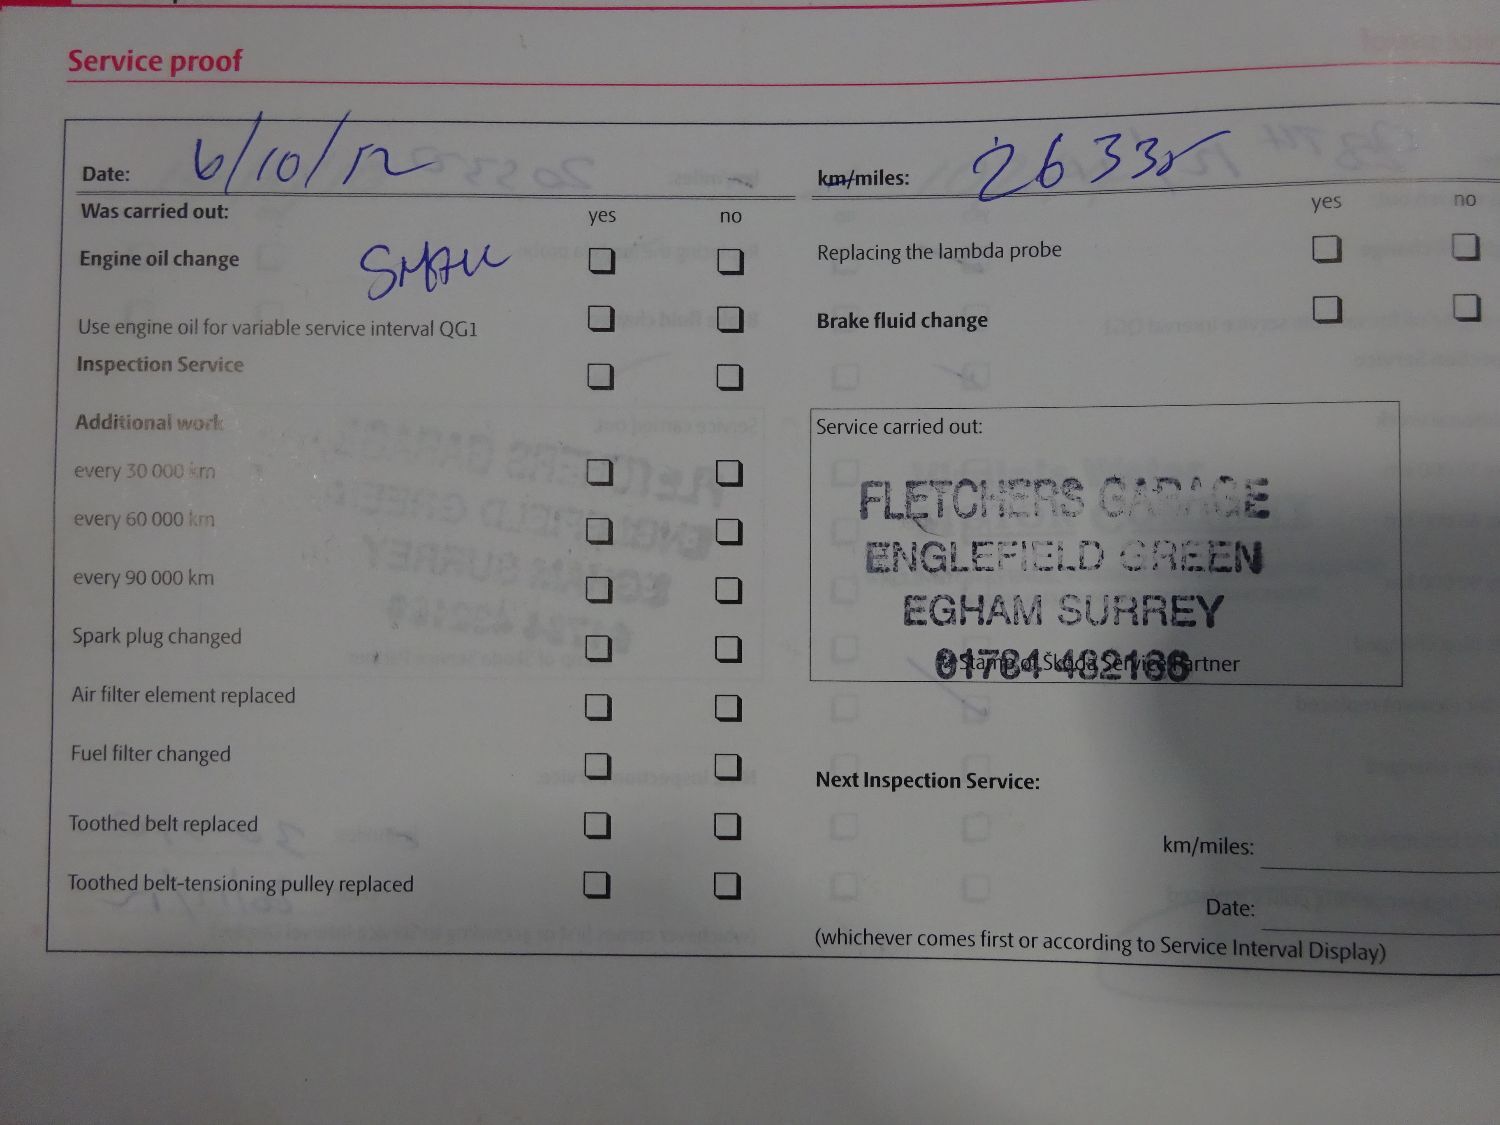 Service proof
Date: 6/10/12
km/miles: 26335
Was carried out: yes no
yes no
Engine oil change SMALL
Replacing the lambda probe
Use engine oil for variable service interval QG1
Brake fluid change
Inspection Service
Additional work
Service carried out:
every 30 000 km
FLETCHERS GARAGE
every 60 000 km
ENGLEFIELD GREEN
every 90 000 km
EGHAM SURREY
Spark plug changed
Stamp of Škoda Service Partner
Air filter element replaced
Fuel filter changed
Next Inspection Service:
Toothed belt replaced
km/miles:
Toothed belt-tensioning pulley replaced
Date:
(whichever comes first or according to Service Interval Display)